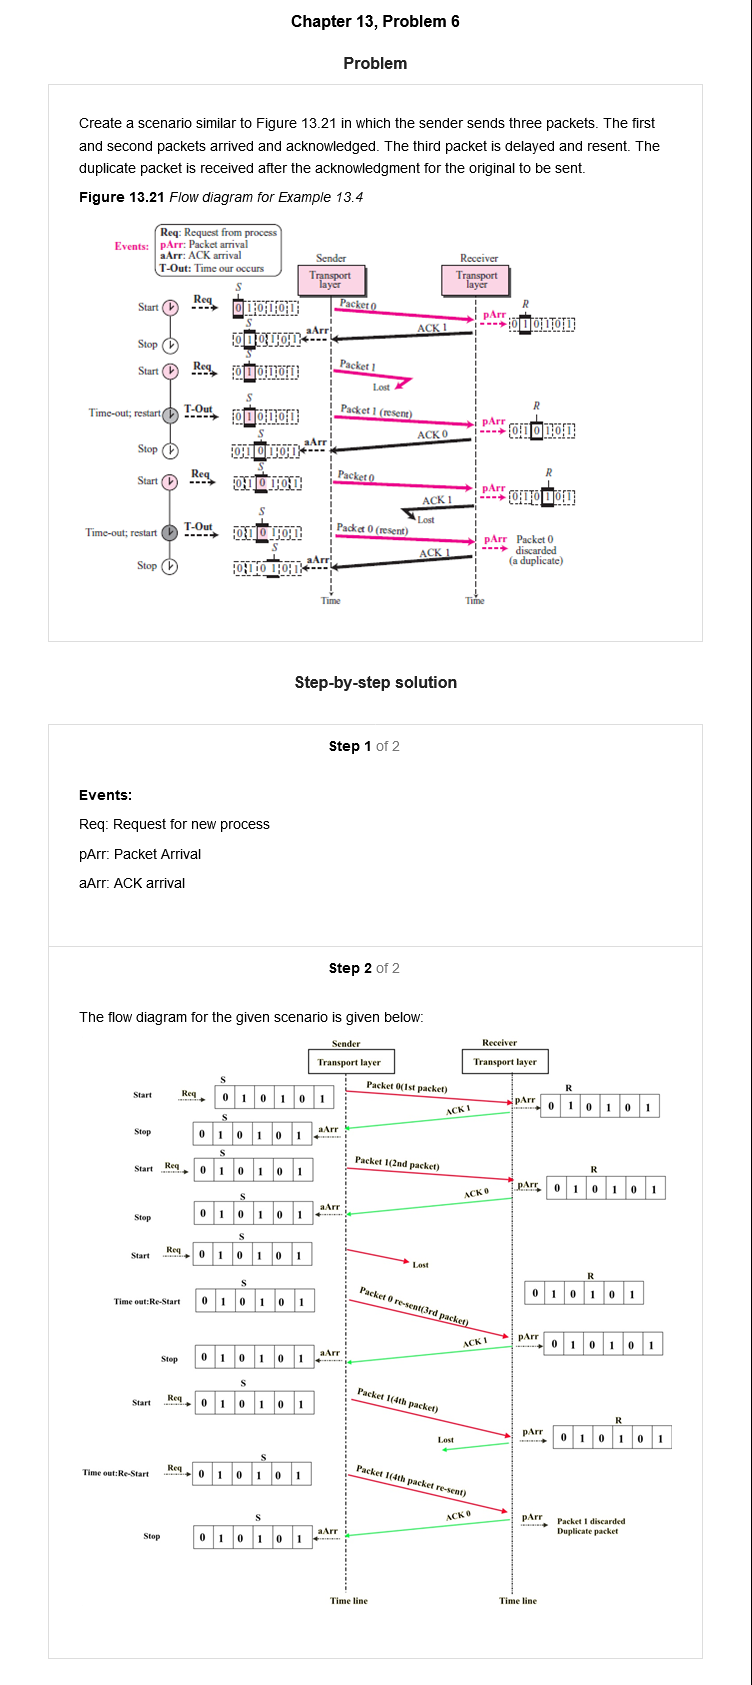 Chapter 13, Problem 6
Problem
Create a scenario similar to Figure 13.21 in which the sender sends three packets. The first
and second packets arrived and acknowledged. The third packet is delayed and resent. The
duplicate packet is received after the acknowledgment for the original to be sent.
Figure 13.21 Flow diagram for Example 13.4
Events:
Req: Request from process
pArr: Packet arrival
aArr: ACK arrival
T-Out: Time our occurs
Sender
Receiver
Transport
layer
Transport
layer
S
Start
Req
0 1 0 1 0 1
Packet 0
pArr
R
0 1 0 1 0 1
S
Stop
0 1 0 1 0 1
aArr
ACK 1
S
Start
Req
0 1 0 1 0 1
Packet 1
Lost
S
Time-out; restart
T-Out
0 1 0 1 0 1
Packet 1 (resent)
pArr
R
0 1 0 1 0 1
S
Stop
0 1 0 1 0 1
aArr
ACK 0
S
Start
Req
0 1 0 1 0 1
Packet 0
pArr
R
0 1 0 1 0 1
ACK 1
Lost
S
Time-out; restart
T-Out
0 1 0 1 0 1
Packet 0 (resent)
pArr
Packet 0
discarded
(a duplicate)
S
Stop
0 1 0 1 0 1
aArr
ACK 1
Time
Time
Step-by-step solution
Step 1 of 2
Events:
Req: Request for new process
pArr: Packet Arrival
aArr: ACK arrival
Step 2 of 2
The flow diagram for the given scenario is given below:
Sender
Receiver
Transport layer
Transport layer
S
Start
Req
0 1 0 1 0 1
Packet 0(1st packet)
pArr
R
0 1 0 1 0 1
S
Stop
0 1 0 1 0 1
aArr
ACK 1
S
Start
Req
0 1 0 1 0 1
Packet 1(2nd packet)
pArr
R
0 1 0 1 0 1
S
Stop
0 1 0 1 0 1
aArr
ACK 0
S
Start
Req
0 1 0 1 0 1
Lost
S
Time out:Re-Start
0 1 0 1 0 1
Packet 0 re-sent(3rd packet)
R
0 1 0 1 0 1
pArr
0 1 0 1 0 1
Stop
0 1 0 1 0 1
aArr
ACK 1
S
Start
Req
0 1 0 1 0 1
Packet 1(4th packet)
pArr
R
0 1 0 1 0 1
Lost
S
Time out:Re-Start
Req
0 1 0 1 0 1
Packet 1(4th packet re-sent)
pArr
Packet 1 discarded
Duplicate packet
S
Stop
0 1 0 1 0 1
aArr
ACK 0
Time line
Time line